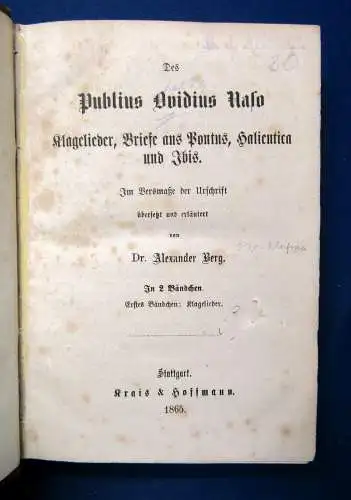 Des
Publius Ovidius Naso
Klagelieder, Briefe aus Pontus, Halieutica
und Ibis.
Im Versmaße der Urschrift
übersetzt und erläutert
von
Dr. Alexander Berg.
In 2 Bändchen.
Erstes Bändchen: Klagelieder.
Stuttgart.
Krais & Hoffmann.
1865.